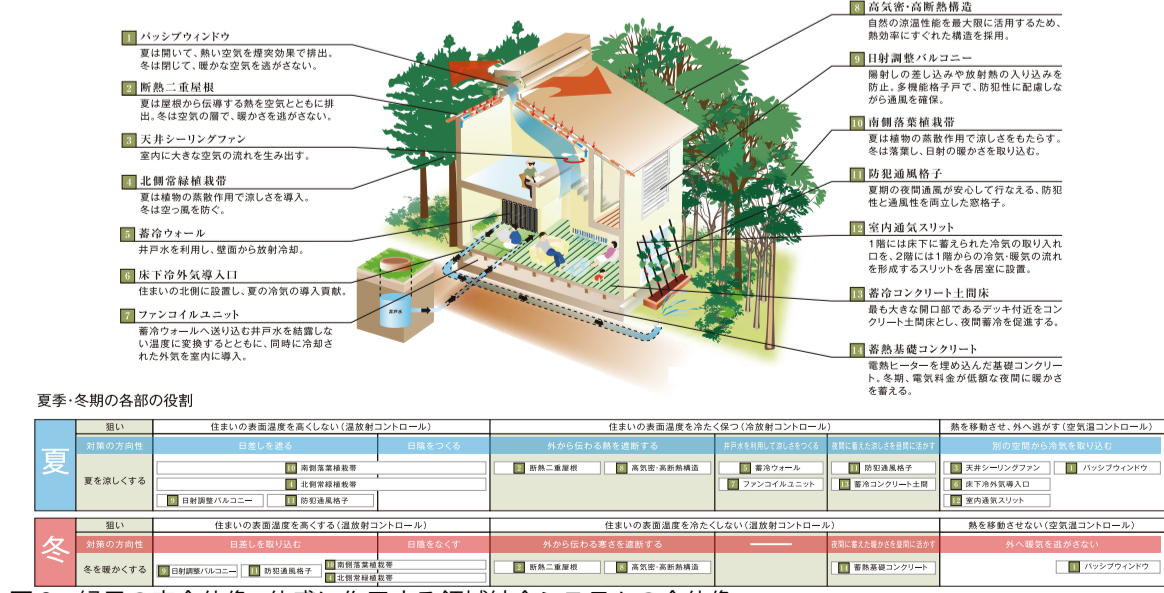 1 パッシブウィンドウ
夏は開いて、熱い空気を煙突効果で排出。
冬は閉じて、暖かな空気を逃がさない。
2 断熱二重屋根
夏は屋根から伝導する熱を空気とともに排
出。冬は空気の層で、暖かさを逃がさない。
3 天井シーリングファン
室内に大きな空気の流れを生み出す。
4 北側常緑植栽帯
夏は植物の蒸散作用で涼しさを導入。
冬は空っ風を防ぐ。
5 蓄冷ウォール
井戸水を利用し、壁面から放射冷却。
6 床下冷外気導入口
住まいの北側に設置し、夏の冷気の導入貢献。
7 ファンコイルユニット
蓄冷ウォールへ送り込む井戸水を結露しな
い温度に変換するとともに、同時に冷却さ
れた外気を室内に導入。
井戸水
8 高気密・高断熱構造
自然の涼温性能を最大限に活用するため、
熱効率にすぐれた構造を採用。
9 日射調整バルコニー
陽射しの差し込みや放射熱の入り込みを
防止。多機能格子戸で、防犯性に配慮しな
がら通風を確保。
10 南側落葉植栽帯
夏は植物の蒸散作用で涼しさをもたらす。
冬は落葉し、日射の暖かさを取り込む。
11 防犯通風格子
夏期の夜間通風が安心して行なえる、防犯
性と通風性を両立した窓格子。
12 室内通気スリット
1階には床下に蓄えられた冷気の取り入れ
口を、2階には1階からの冷気・暖気の流れ
を形成するスリットを各居室に設置。
13 蓄冷コンクリート土間床
最も大きな開口部であるデッキ付近をコン
クリート土間床とし、夜間蓄冷を促進する。
14 蓄熱基礎コンクリート
電熱ヒーターを埋め込んだ基礎コンクリー
ト。冬期、電気料金が低額な夜間に暖かさ
を蓄える。
夏季・冬期の各部の役割
夏
狙い 住まいの表面温度を高くしない(温放射コントロール) 住まいの表面温度を冷たく保つ(冷放射コントロール) 熱を移動させ、外へ逃がす(空気温コントロール)
対策の方向性 日差しを遮る 日陰をつくる 外から伝わる熱を遮断する 井戸水を利用して涼しさをつくる 夜間に蓄えた涼しさを昼間に活かす 別の空間から冷気を取り込む
夏を涼しくする 10 南側落葉植栽帯 2 断熱二重屋根 8 高気密・高断熱構造 5 蓄冷ウォール 11 防犯通風格子 3 天井シーリングファン 1 パッシブウィンドウ
4 北側常緑植栽帯 7 ファンコイルユニット 13 蓄冷コンクリート土間 6 床下冷外気導入口
9 日射調整バルコニー 11 防犯通風格子 12 室内通気スリット
冬
狙い 住まいの表面温度を高くする(温放射コントロール) 住まいの表面温度を冷たくしない(温放射コントロール) 熱を移動させない(空気温コントロール)
対策の方向性 日差しを取り込む 日陰をなくす 外から伝わる寒さを遮断する ── 夜間に蓄えた暖かさを昼間に活かす 外へ暖気を逃がさない
冬を暖かくする 9 日射調整バルコニー 11 防犯通風格子 10 南側落葉植栽帯 2 断熱二重屋根 8 高気密・高断熱構造 14 蓄熱基礎コンクリート 1 パッシブウィンドウ
4 北側常緑植栽帯